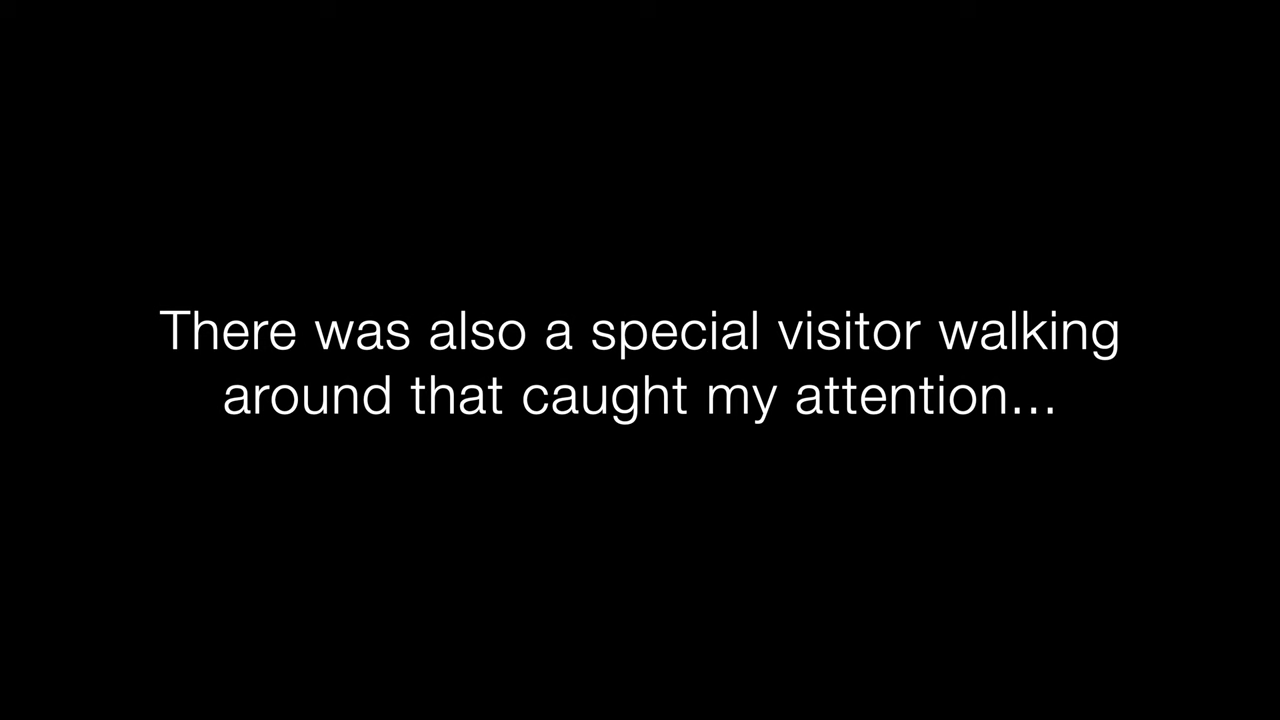 There was also a special visitor walking
around that caught my attention...